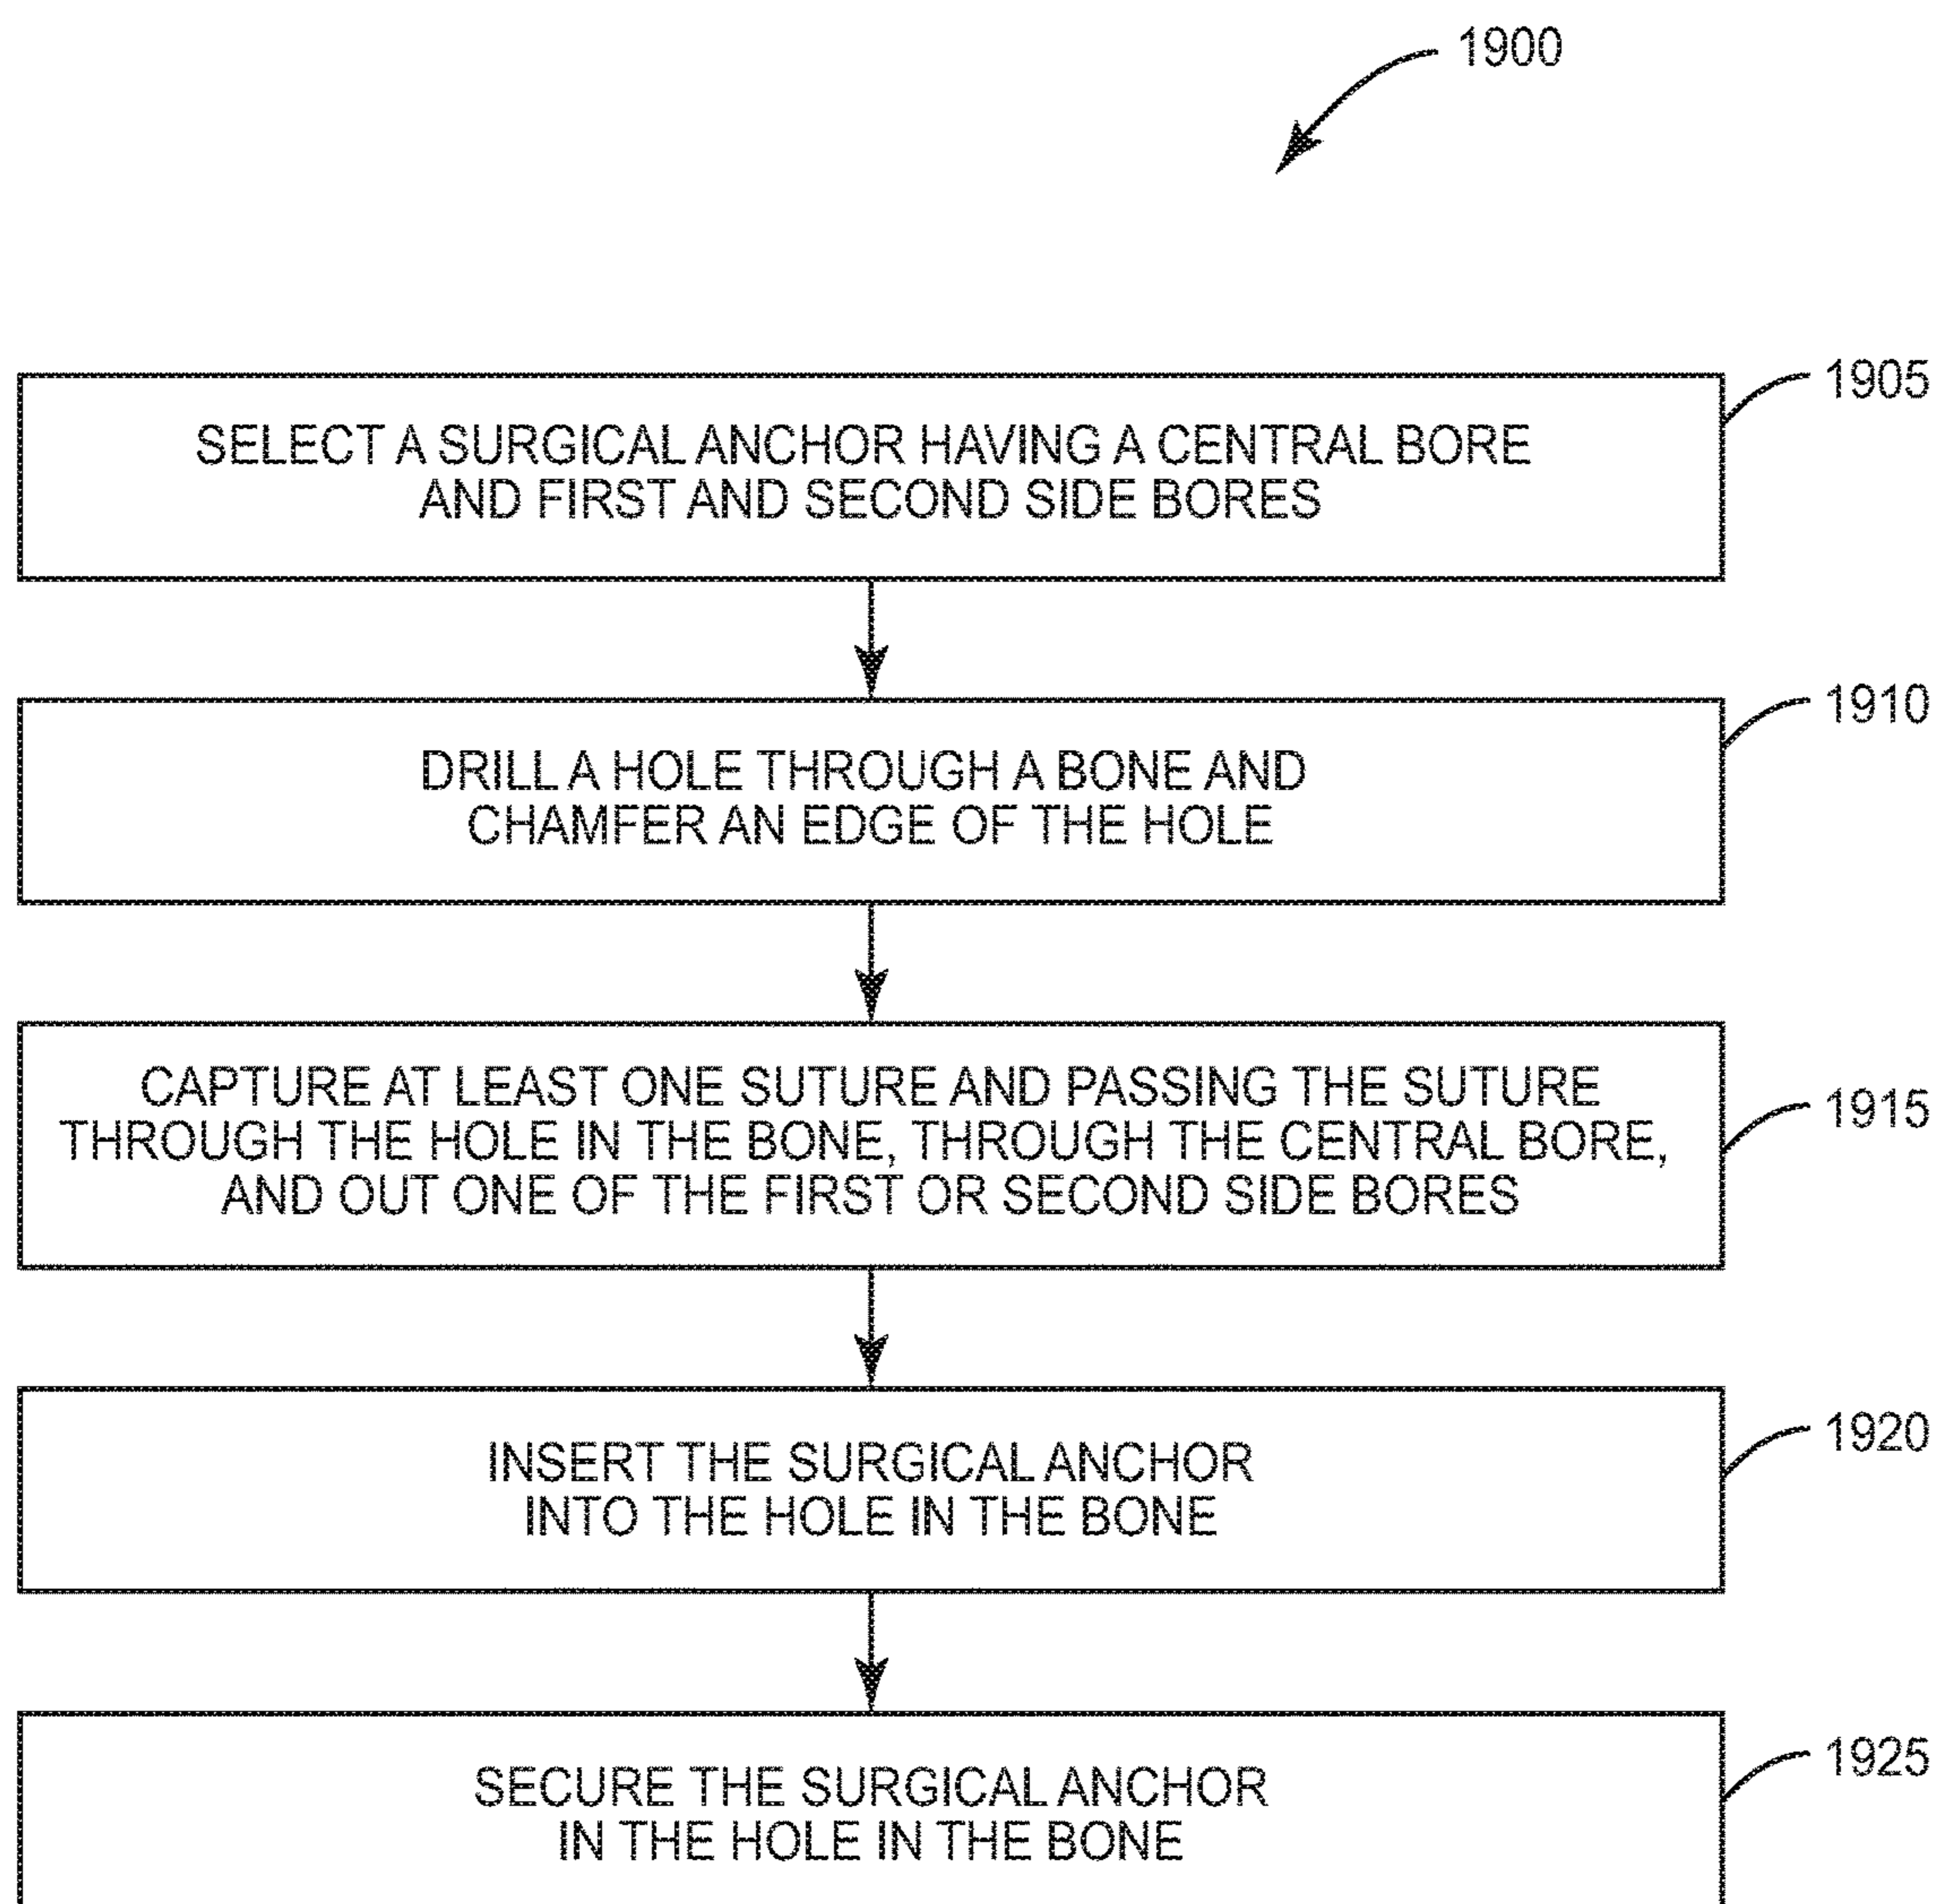 1900
1905
SELECT A SURGICAL ANCHOR HAVING A CENTRAL BORE
AND FIRST AND SECOND SIDE BORES
1910
DRILL A HOLE THROUGH A BONE AND
CHAMFER AN EDGE OF THE HOLE
1915
CAPTURE AT LEAST ONE SUTURE AND PASSING THE SUTURE
THROUGH THE HOLE IN THE BONE, THROUGH THE CENTRAL BORE,
AND OUT ONE OF THE FIRST OR SECOND SIDE BORES
1920
INSERT THE SURGICAL ANCHOR
INTO THE HOLE IN THE BONE
1925
SECURE THE SURGICAL ANCHOR
IN THE HOLE IN THE BONE